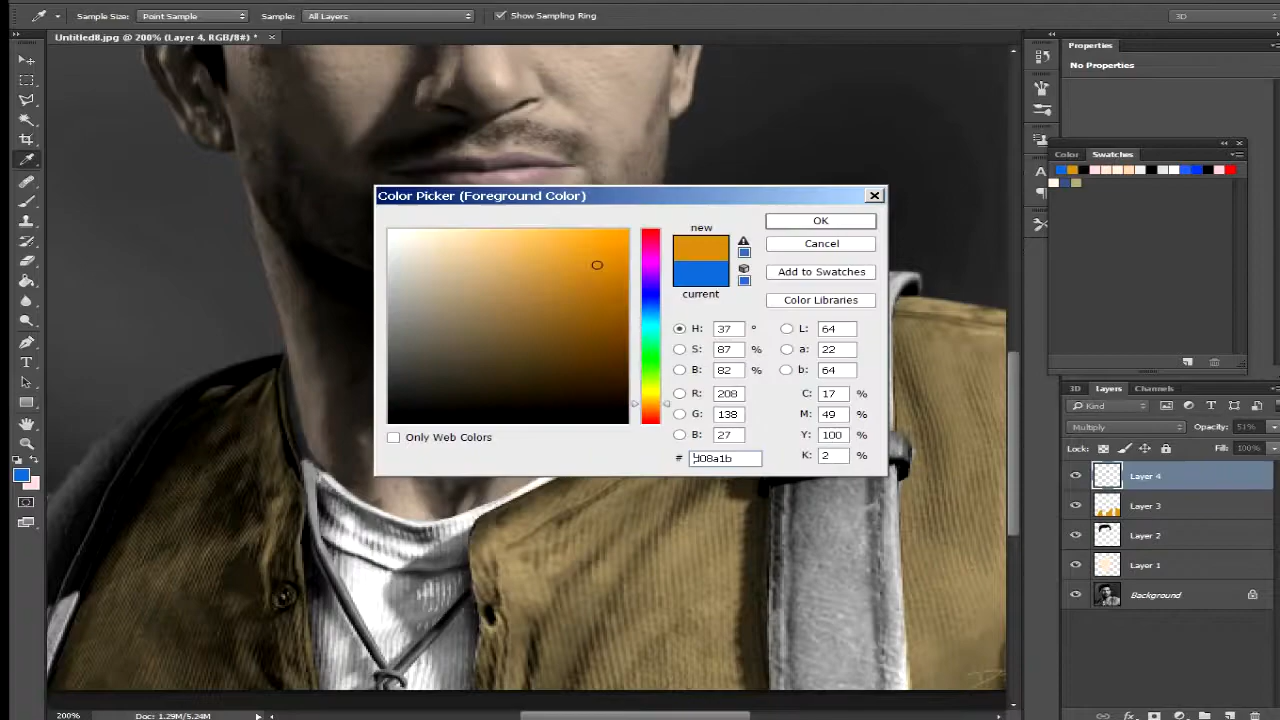 Sample Size: Point Sample Sample: All Layers Show Sampling Ring 3D
Untitled8.jpg @ 200% (Layer 4, RGB/8#) * ×
Properties
No Properties
Color Swatches
Color Picker (Foreground Color)
new
current
OK
Cancel
Add to Swatches
Color Libraries
H: 37 °
S: 87 %
B: 82 %
R: 208
G: 138
B: 27
# d08a1b
L: 64
a: 22
b: 64
C: 17 %
M: 49 %
Y: 100 %
K: 2 %
Only Web Colors
3D Layers Channels
Kind
Multiply Opacity: 51%
Lock: Fill: 100%
Layer 4
Layer 3
Layer 2
Layer 1
Background
200% Doc: 1.29M/5.24M